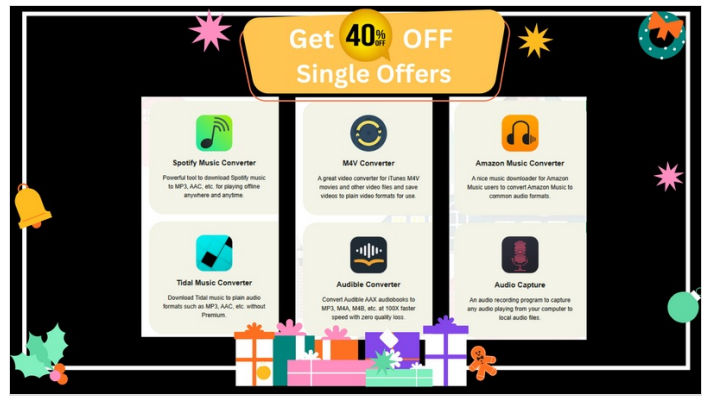 Get 40% OFF OFF
Single Offers
Spotify Music Converter
Powerful tool to download Spotify music
to MP3, AAC, etc. for playing offline
anywhere and anytime.
M4V Converter
A great video converter for iTunes M4V
movies and other video files and save
videos to plain video formats for use.
Amazon Music Converter
A nice music downloader for Amazon
Music users to convert Amazon Music to
common audio formats.
Tidal Music Converter
Download Tidal music to plain audio
formats such as MP3, AAC, etc. without
Premium.
Audible Converter
Convert Audible AAX audiobooks to
MP3, M4A, M4B, etc. at 100X faster
speed with zero quality loss.
Audio Capture
An audio recording program to capture
any audio playing from your computer to
local audio files.